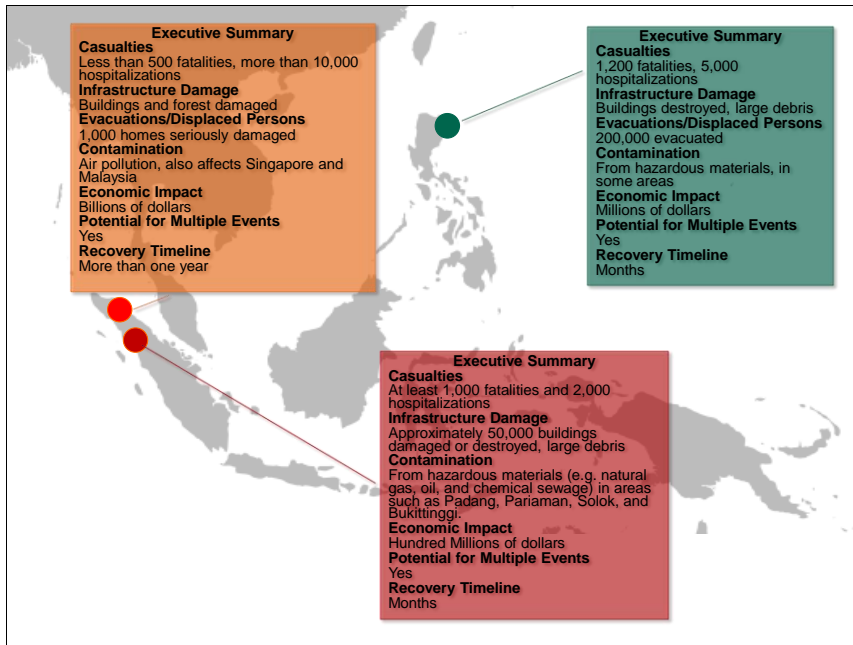 Executive Summary
Casualties
Less than 500 fatalities, more than 10,000
hospitalizations
Infrastructure Damage
Buildings and forest damaged
Evacuations/Displaced Persons
1,000 homes seriously damaged
Contamination
Air pollution, also affects Singapore and
Malaysia
Economic Impact
Billions of dollars
Potential for Multiple Events
Yes
Recovery Timeline
More than one year
Executive Summary
Casualties
1,200 fatalities, 5,000
hospitalizations
Infrastructure Damage
Buildings destroyed, large debris
Evacuations/Displaced Persons
200,000 evacuated
Contamination
From hazardous materials, in
some areas
Economic Impact
Millions of dollars
Potential for Multiple Events
Yes
Recovery Timeline
Months
Executive Summary
Casualties
At least 1,000 fatalities and 2,000
hospitalizations
Infrastructure Damage
Approximately 50,000 buildings
damaged or destroyed, large debris
Contamination
From hazardous materials (e.g. natural
gas, oil, and chemical sewage) in areas
such as Padang, Pariaman, Solok, and
Bukittinggi.
Economic Impact
Hundred Millions of dollars
Potential for Multiple Events
Yes
Recovery Timeline
Months